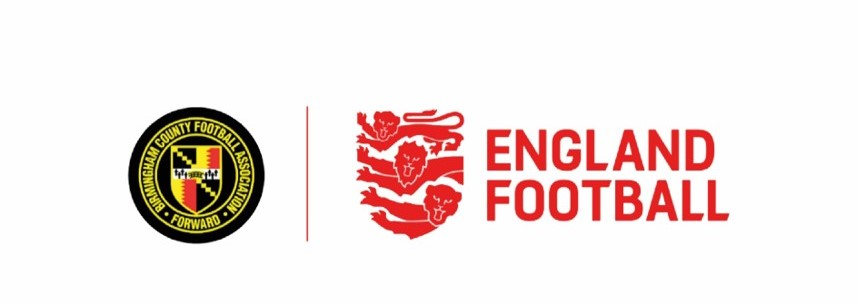 BIRMINGHAM COUNTY FOOTBALL ASSOCIATION
• FORWARD •
ENGLAND
FOOTBALL